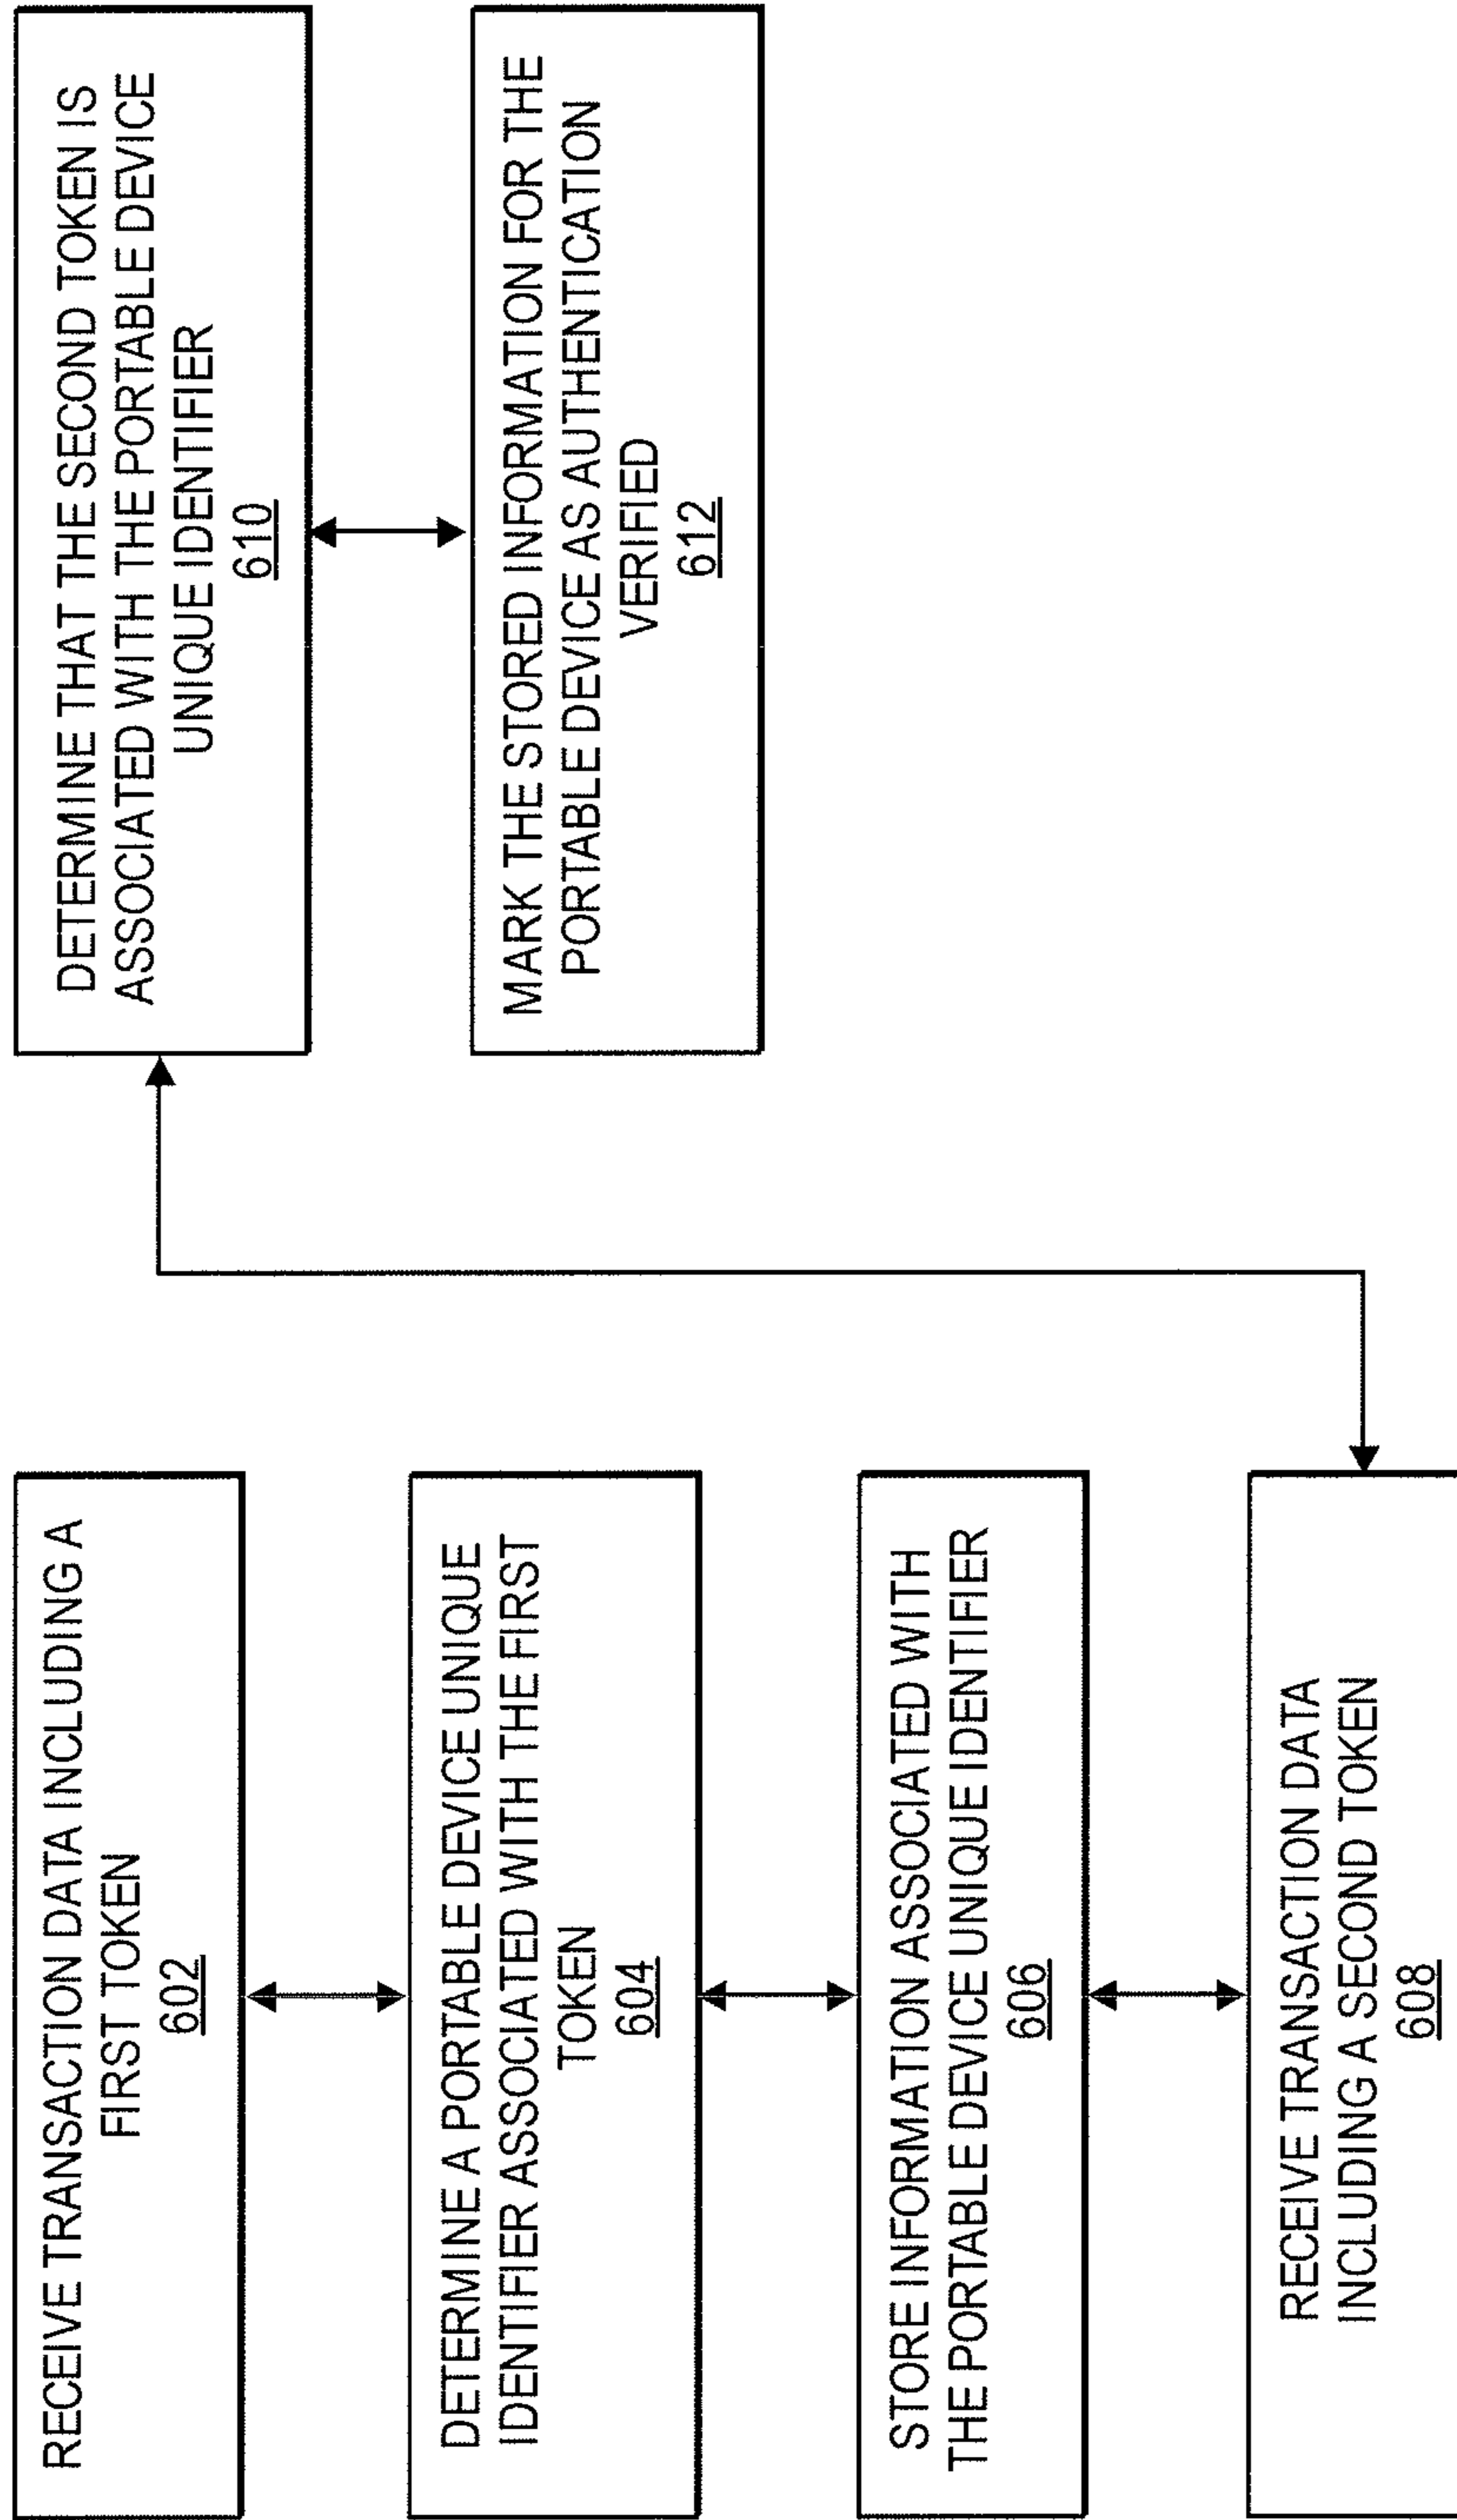 RECEIVE TRANSACTION DATA INCLUDING A
FIRST TOKEN
602
DETERMINE A PORTABLE DEVICE UNIQUE
IDENTIFIER ASSOCIATED WITH THE FIRST
TOKEN
604
STORE INFORMATION ASSOCIATED WITH
THE PORTABLE DEVICE UNIQUE IDENTIFIER
606
RECEIVE TRANSACTION DATA
INCLUDING A SECOND TOKEN
608
DETERMINE THAT THE SECOND TOKEN IS
ASSOCIATED WITH THE PORTABLE DEVICE
UNIQUE IDENTIFIER
610
MARK THE STORED INFORMATION FOR THE
PORTABLE DEVICE AS AUTHENTICATION
VERIFIED
612